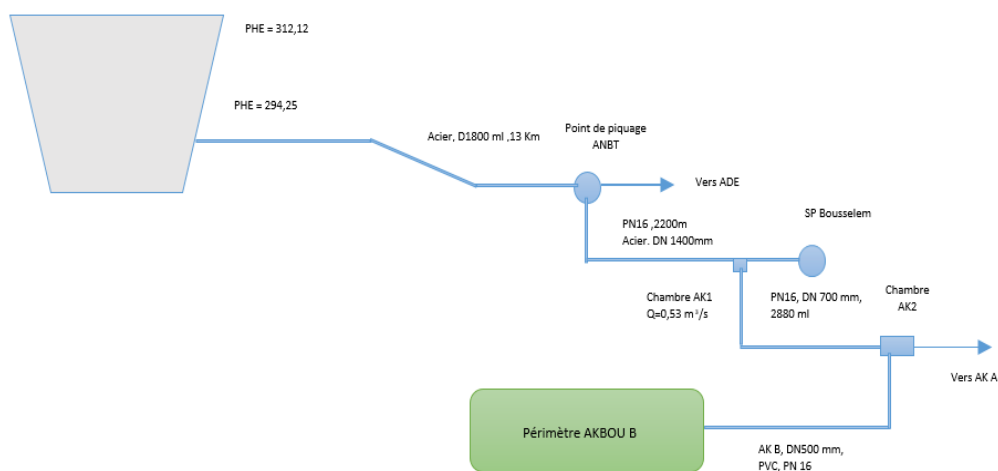 PHE = 312,12
PHE = 294,25
Acier, D1800 ml ,13 Km
Point de piquage
ANBT
Vers ADE
PN16 ,2200m
Acier. DN 1400mm
SP Bousselem
Chambre AK1
Q=0,53 m³/s
PN16, DN 700 mm,
2880 ml
Chambre
AK2
Vers AK A
Périmètre AKBOU B
AK B, DN500 mm,
PVC, PN 16